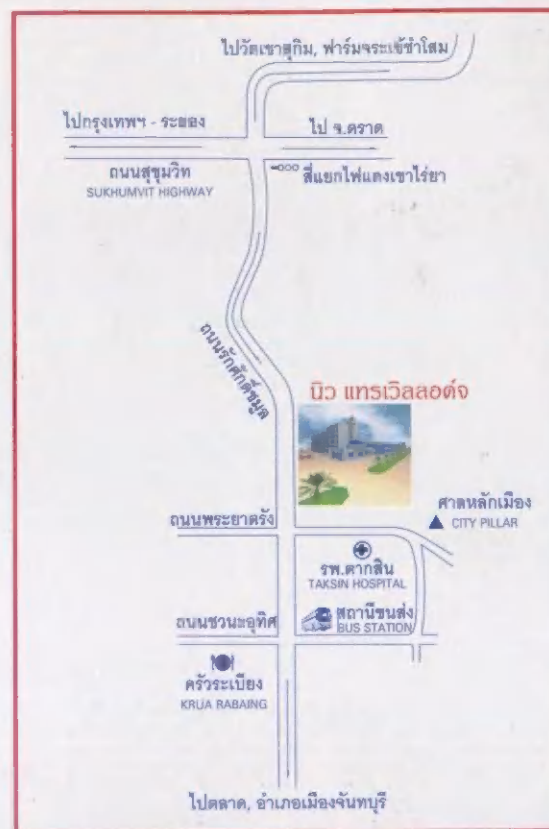 ไปวัดเขาสุกิม, ฟาร์มจระเข้ชำโสม
ไปกรุงเทพฯ - ระยอง
ไป จ.ตราด
ถนนสุขุมวิท
SUKHUMVIT HIGHWAY
สี่แยกไฟแดงเขาไร่ยา
ถนนรักศักดิ์ชมูล
นิว แทรเวิลลอด์จ
ศาลหลักเมือง
CITY PILLAR
ถนนพระยาตรัง
รพ.ตากสิน
TAKSIN HOSPITAL
สถานีขนส่ง
BUS STATION
ถนนชวนะอุทิศ
ครัวระเบียง
KRUA RABAING
ไปตลาด, อำเภอเมืองจันทบุรี